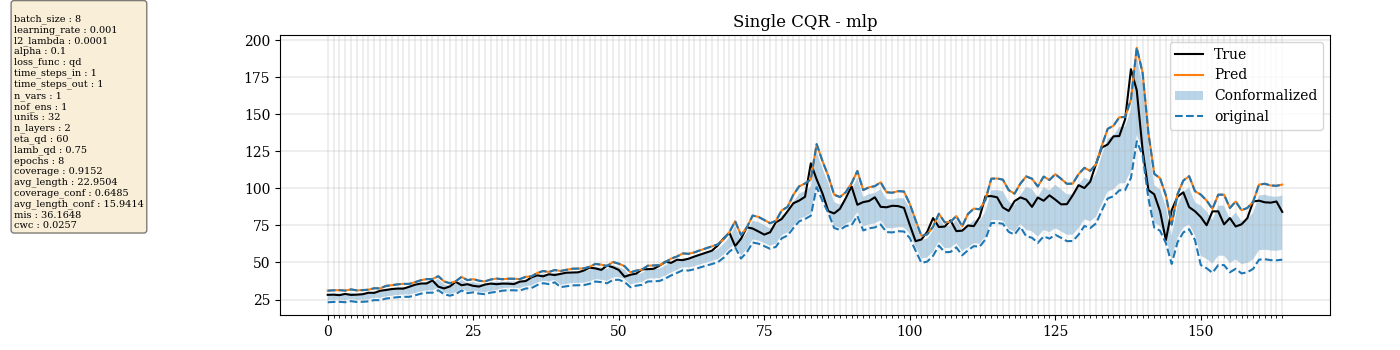 batch_size : 8
learning_rate : 0.001
l2_lambda : 0.0001
alpha : 0.1
loss_func : qd
time_steps_in : 1
time_steps_out : 1
n_vars : 1
nof_ens : 1
units : 32
n_layers : 2
eta_qd : 60
lamb_qd : 0.75
epochs : 8
coverage : 0.9152
avg_length : 22.9504
coverage_conf : 0.6485
avg_length_conf : 15.9414
mis : 36.1648
cwc : 0.0257
Single CQR - mlp
200
175
150
125
100
75
50
25
0 25 50 75 100 125 150
True
Pred
Conformalized
original